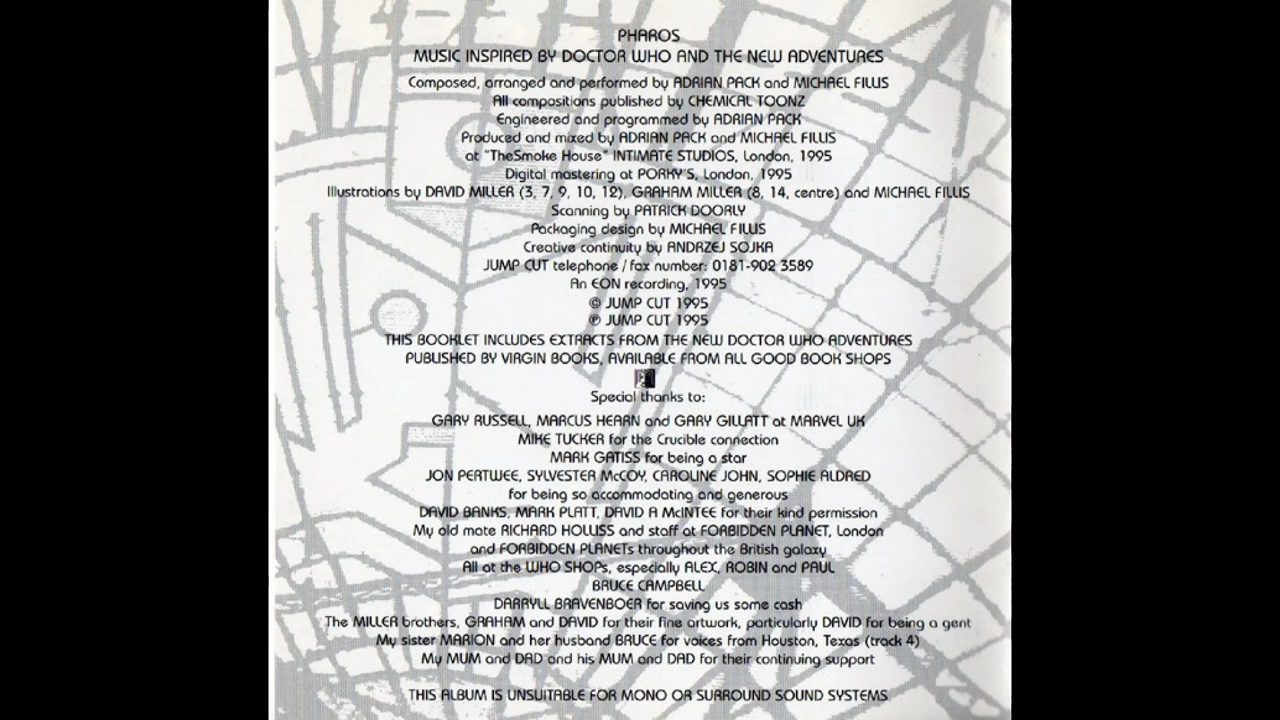 PHAROS
MUSIC INSPIRED BY DOCTOR WHO AND THE NEW ADVENTURES
Composed, arranged and performed by ADRIAN PACK and MICHAEL FILLIS
All compositions published by CHEMICAL TOONZ
Engineered and programmed by ADRIAN PACK
Produced and mixed by ADRIAN PACK and MICHAEL FILLIS
at "TheSmoke House" INTIMATE STUDIOS, London, 1995
Digital mastering at PORKY'S, London, 1995
Illustrations by DAVID MILLER (3, 7, 9, 10, 12), GRAHAM MILLER (8, 14, centre) and MICHAEL FILLIS
Scanning by PATRICK DOORLY
Packaging design by MICHAEL FILLIS
Creative continuity by ANDRZEJ SOJKA
JUMP CUT telephone / fax number: 0181-902 3589
An EON recording, 1995
© JUMP CUT 1995
℗ JUMP CUT 1995
THIS BOOKLET INCLUDES EXTRACTS FROM THE NEW DOCTOR WHO ADVENTURES
PUBLISHED BY VIRGIN BOOKS, AVAILABLE FROM ALL GOOD BOOK SHOPS
Special thanks to:
GARY RUSSELL, MARCUS HEARN and GARY GILLATT at MARVEL UK
MIKE TUCKER for the Crucible connection
MARK GATISS for being a star
JON PERTWEE, SYLVESTER McCOY, CAROLINE JOHN, SOPHIE ALDRED
for being so accommodating and generous
DAVID BANKS, MARK PLATT, DAVID A McINTEE for their kind permission
My old mate RICHARD HOLLISS and staff at FORBIDDEN PLANET, London
and FORBIDDEN PLANETs throughout the British galaxy
All at the WHO SHOPs, especially ALEX, ROBIN and PAUL
BRUCE CAMPBELL
DARRYLL BRAVENBOER for saving us some cash
The MILLER brothers, GRAHAM and DAVID for their fine artwork, particularly DAVID for being a gent
My sister MARION and her husband BRUCE for voices from Houston, Texas (track 4)
My MUM and DAD and his MUM and DAD for their continuing support
THIS ALBUM IS UNSUITABLE FOR MONO OR SURROUND SOUND SYSTEMS